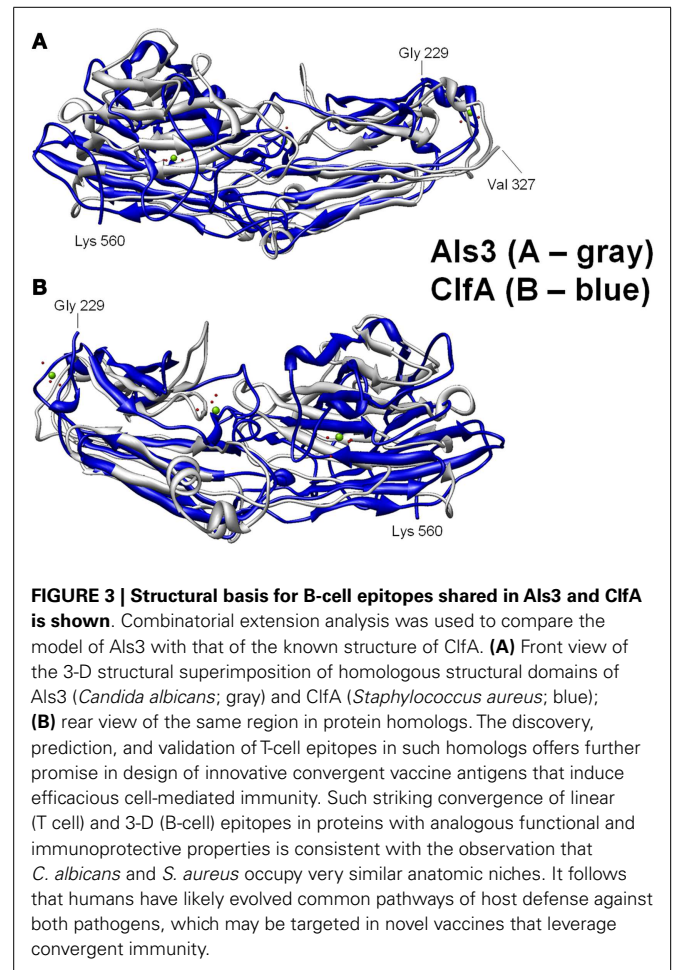 A
Gly 229
Val 327
Lys 560
Als3 (A – gray)
ClfA (B – blue)
B
Gly 229
Lys 560
FIGURE 3 | Structural basis for B-cell epitopes shared in Als3 and ClfA
is shown. Combinatorial extension analysis was used to compare the
model of Als3 with that of the known structure of ClfA. (A) Front view of
the 3-D structural superimposition of homologous structural domains of
Als3 (Candida albicans; gray) and ClfA (Staphylococcus aureus; blue);
(B) rear view of the same region in protein homologs. The discovery,
prediction, and validation of T-cell epitopes in such homologs offers further
promise in design of innovative convergent vaccine antigens that induce
efficacious cell-mediated immunity. Such striking convergence of linear
(T cell) and 3-D (B-cell) epitopes in proteins with analogous functional and
immunoprotective properties is consistent with the observation that
C. albicans and S. aureus occupy very similar anatomic niches. It follows
that humans have likely evolved common pathways of host defense against
both pathogens, which may be targeted in novel vaccines that leverage
convergent immunity.